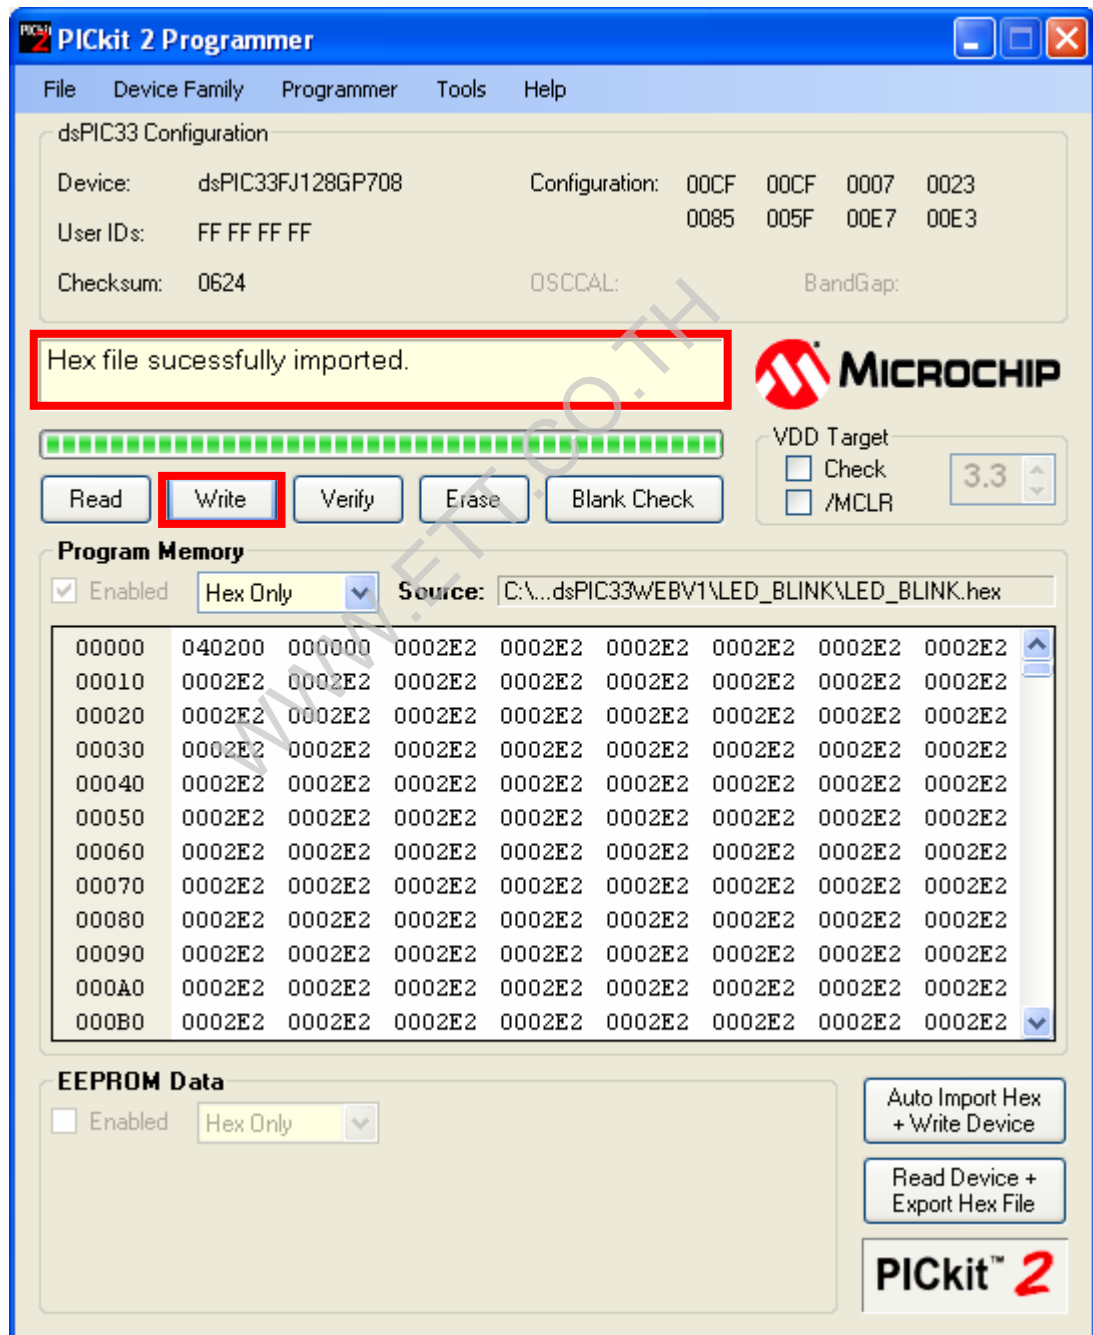 PICkit 2 PICkit 2 Programmer
File Device Family Programmer Tools Help
dsPIC33 Configuration
Device: dsPIC33FJ128GP708 Configuration: 00CF 00CF 0007 0023
0085 005F 00E7 00E3
User IDs: FF FF FF FF
Checksum: 0624 OSCCAL: BandGap:
Hex file sucessfully imported.
MICROCHIP
VDD Target
Check 3.3
/MCLR
Read Write Verify Erase Blank Check
Program Memory
Enabled Hex Only Source: C:\...dsPIC33WEBV1\LED_BLINK\LED_BLINK.hex
00000 040200 000000 0002E2 0002E2 0002E2 0002E2 0002E2 0002E2
00010 0002E2 0002E2 0002E2 0002E2 0002E2 0002E2 0002E2 0002E2
00020 0002E2 0002E2 0002E2 0002E2 0002E2 0002E2 0002E2 0002E2
00030 0002E2 0002E2 0002E2 0002E2 0002E2 0002E2 0002E2 0002E2
00040 0002E2 0002E2 0002E2 0002E2 0002E2 0002E2 0002E2 0002E2
00050 0002E2 0002E2 0002E2 0002E2 0002E2 0002E2 0002E2 0002E2
00060 0002E2 0002E2 0002E2 0002E2 0002E2 0002E2 0002E2 0002E2
00070 0002E2 0002E2 0002E2 0002E2 0002E2 0002E2 0002E2 0002E2
00080 0002E2 0002E2 0002E2 0002E2 0002E2 0002E2 0002E2 0002E2
00090 0002E2 0002E2 0002E2 0002E2 0002E2 0002E2 0002E2 0002E2
000A0 0002E2 0002E2 0002E2 0002E2 0002E2 0002E2 0002E2 0002E2
000B0 0002E2 0002E2 0002E2 0002E2 0002E2 0002E2 0002E2 0002E2
WWW.ETT.CO.TH
EEPROM Data
Enabled Hex Only
Auto Import Hex
+ Write Device
Read Device +
Export Hex File
PICkit™ 2